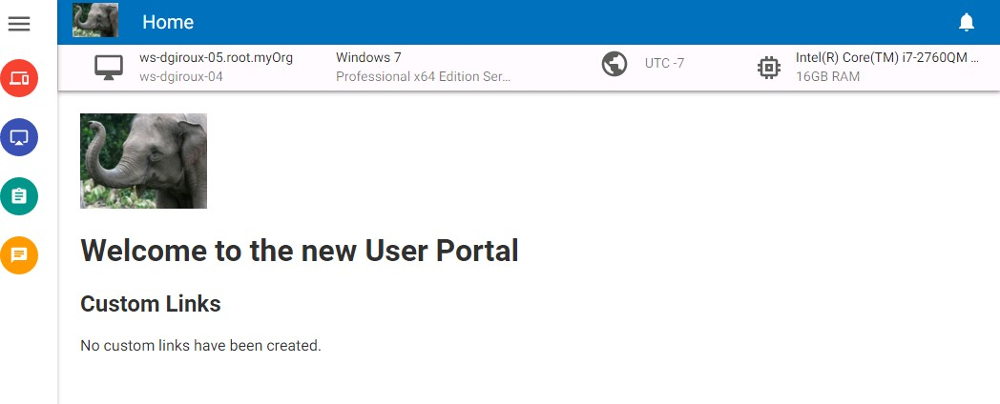 Home
ws-dgiroux-05.root.myOrg
ws-dgiroux-04
Windows 7
Professional x64 Edition Ser...
UTC -7
Intel(R) Core(TM) i7-2760QM ...
16GB RAM
Welcome to the new User Portal
Custom Links
No custom links have been created.